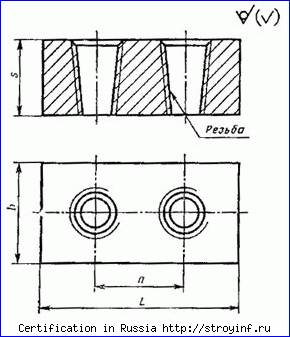 (√)
s
Резьба
b
n
L
Certification in Russia http://stroyinf.ru